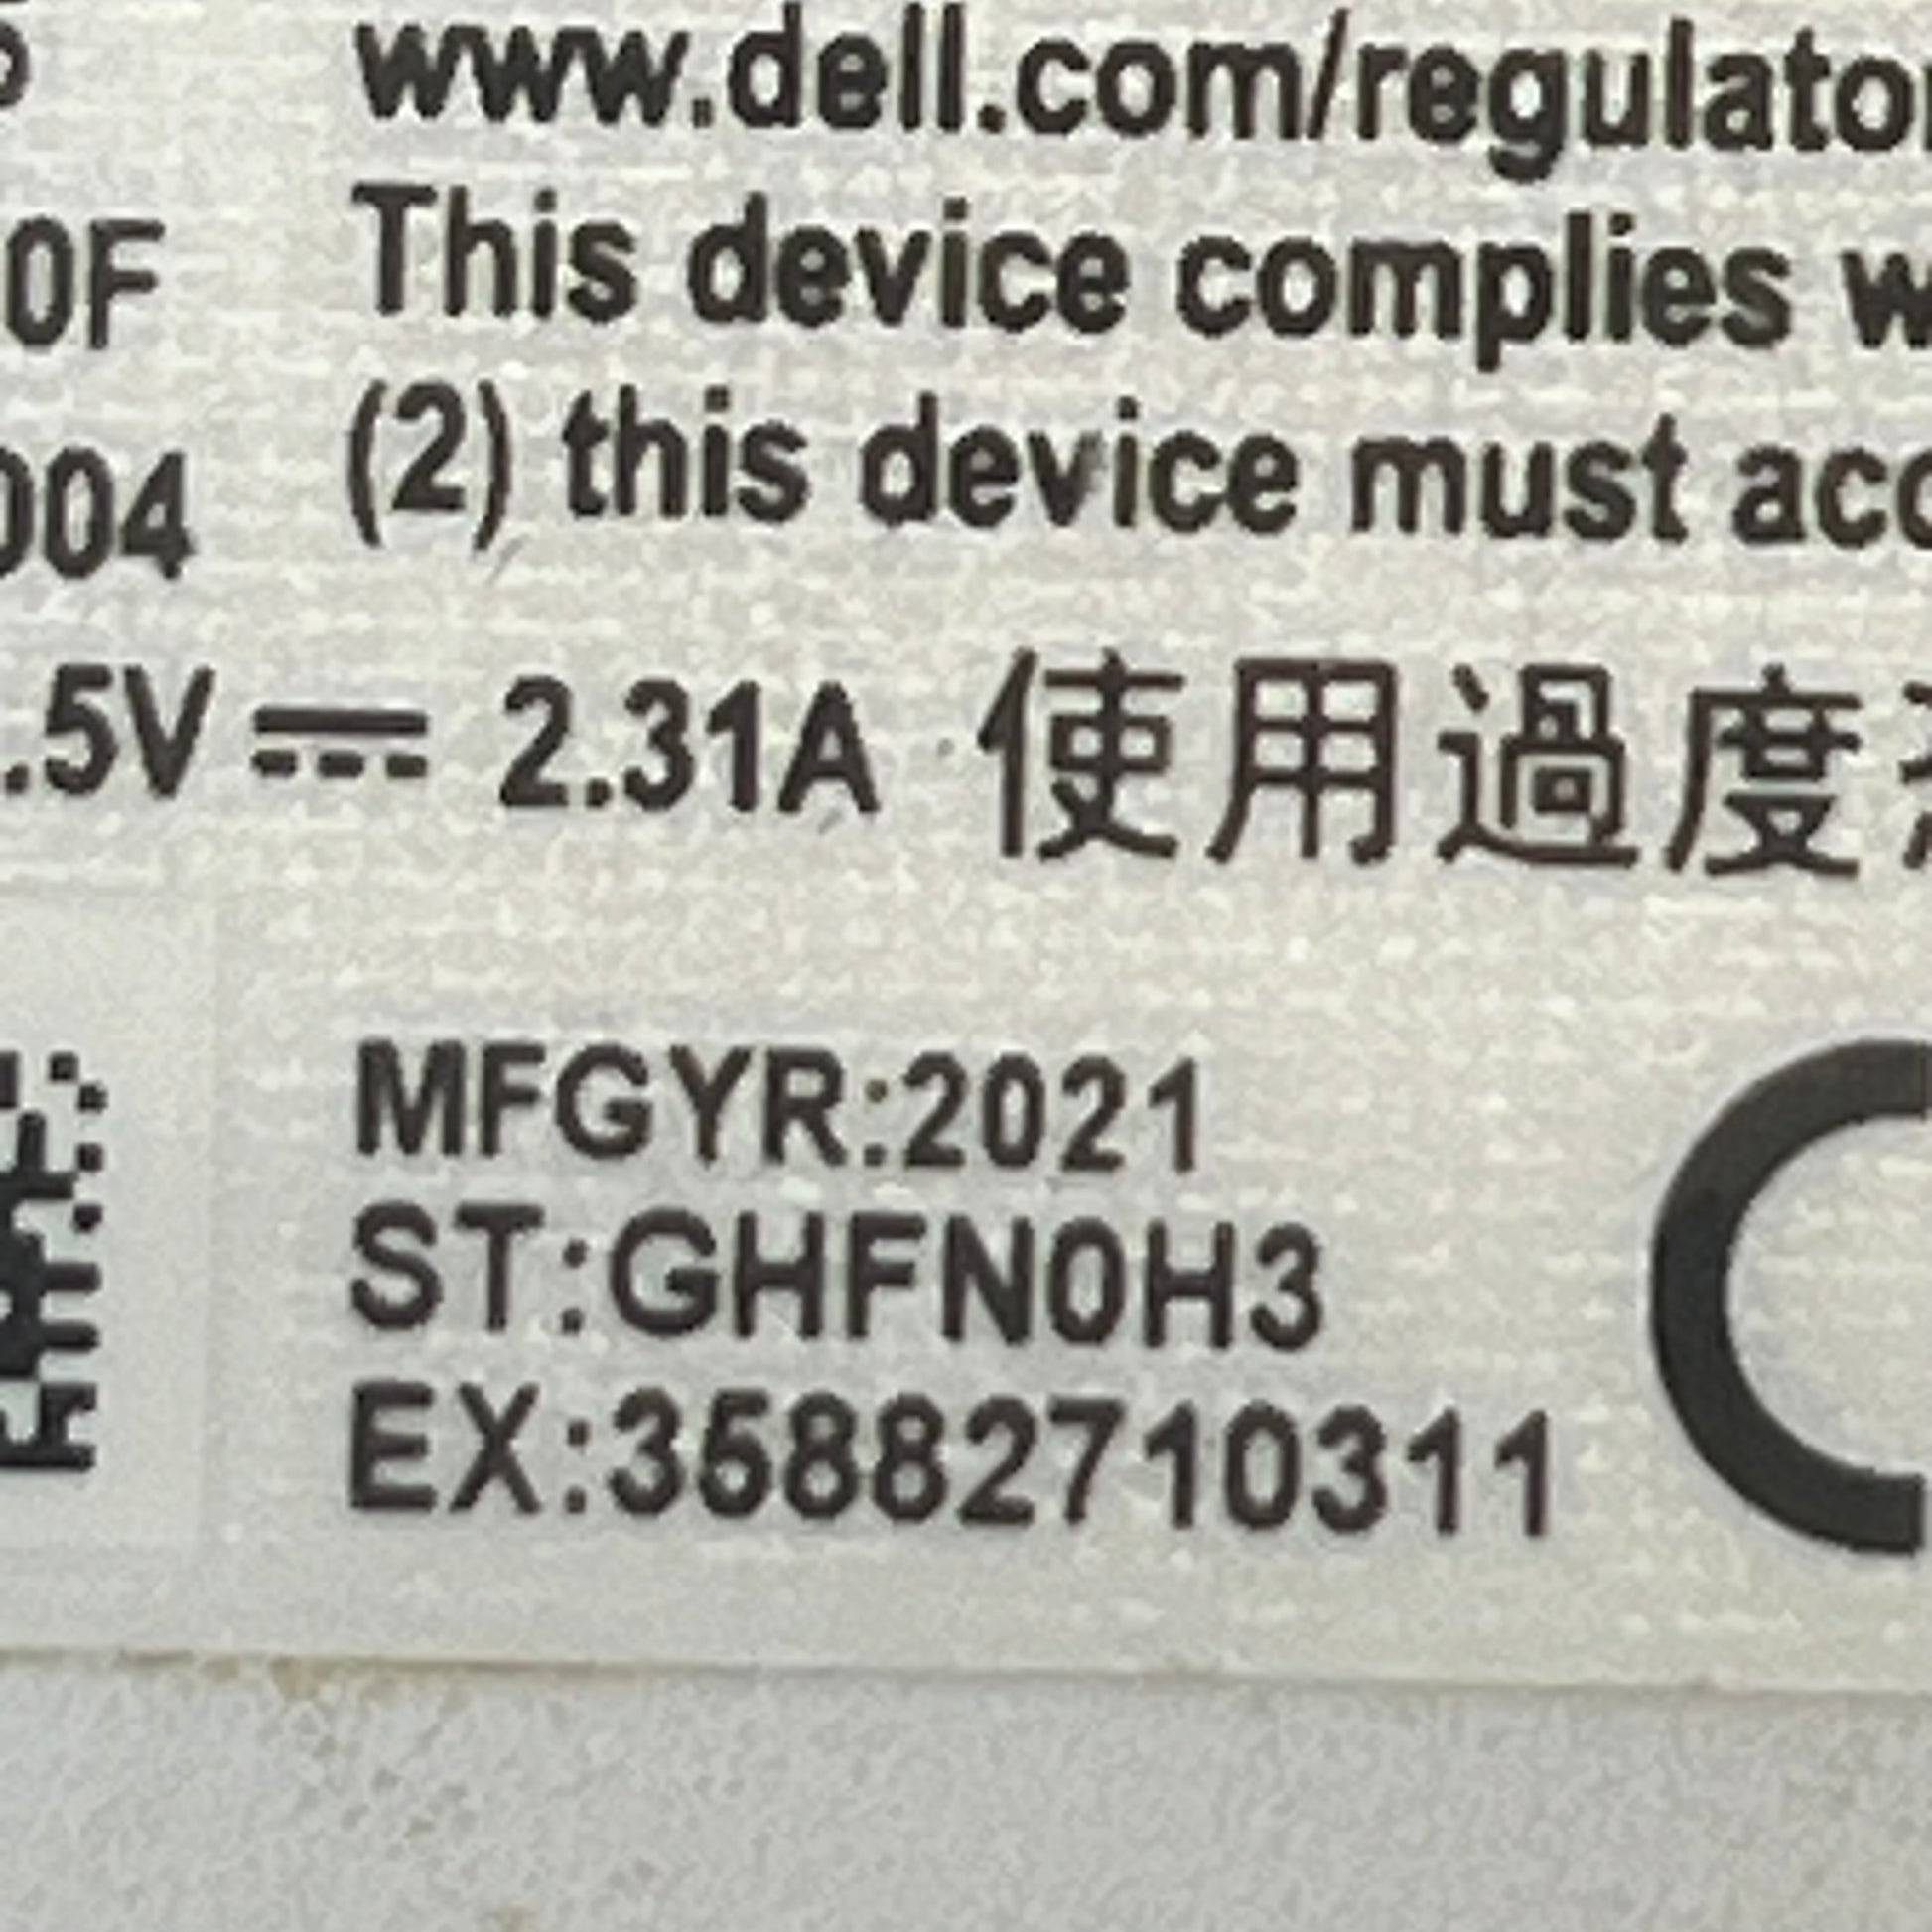 www.dell.com/regulator
0F This device complies w
004 (2) this device must acc
.5V ⎓ 2.31A 使用過度
MFGYR:2021
ST:GHFN0H3
EX:35882710311